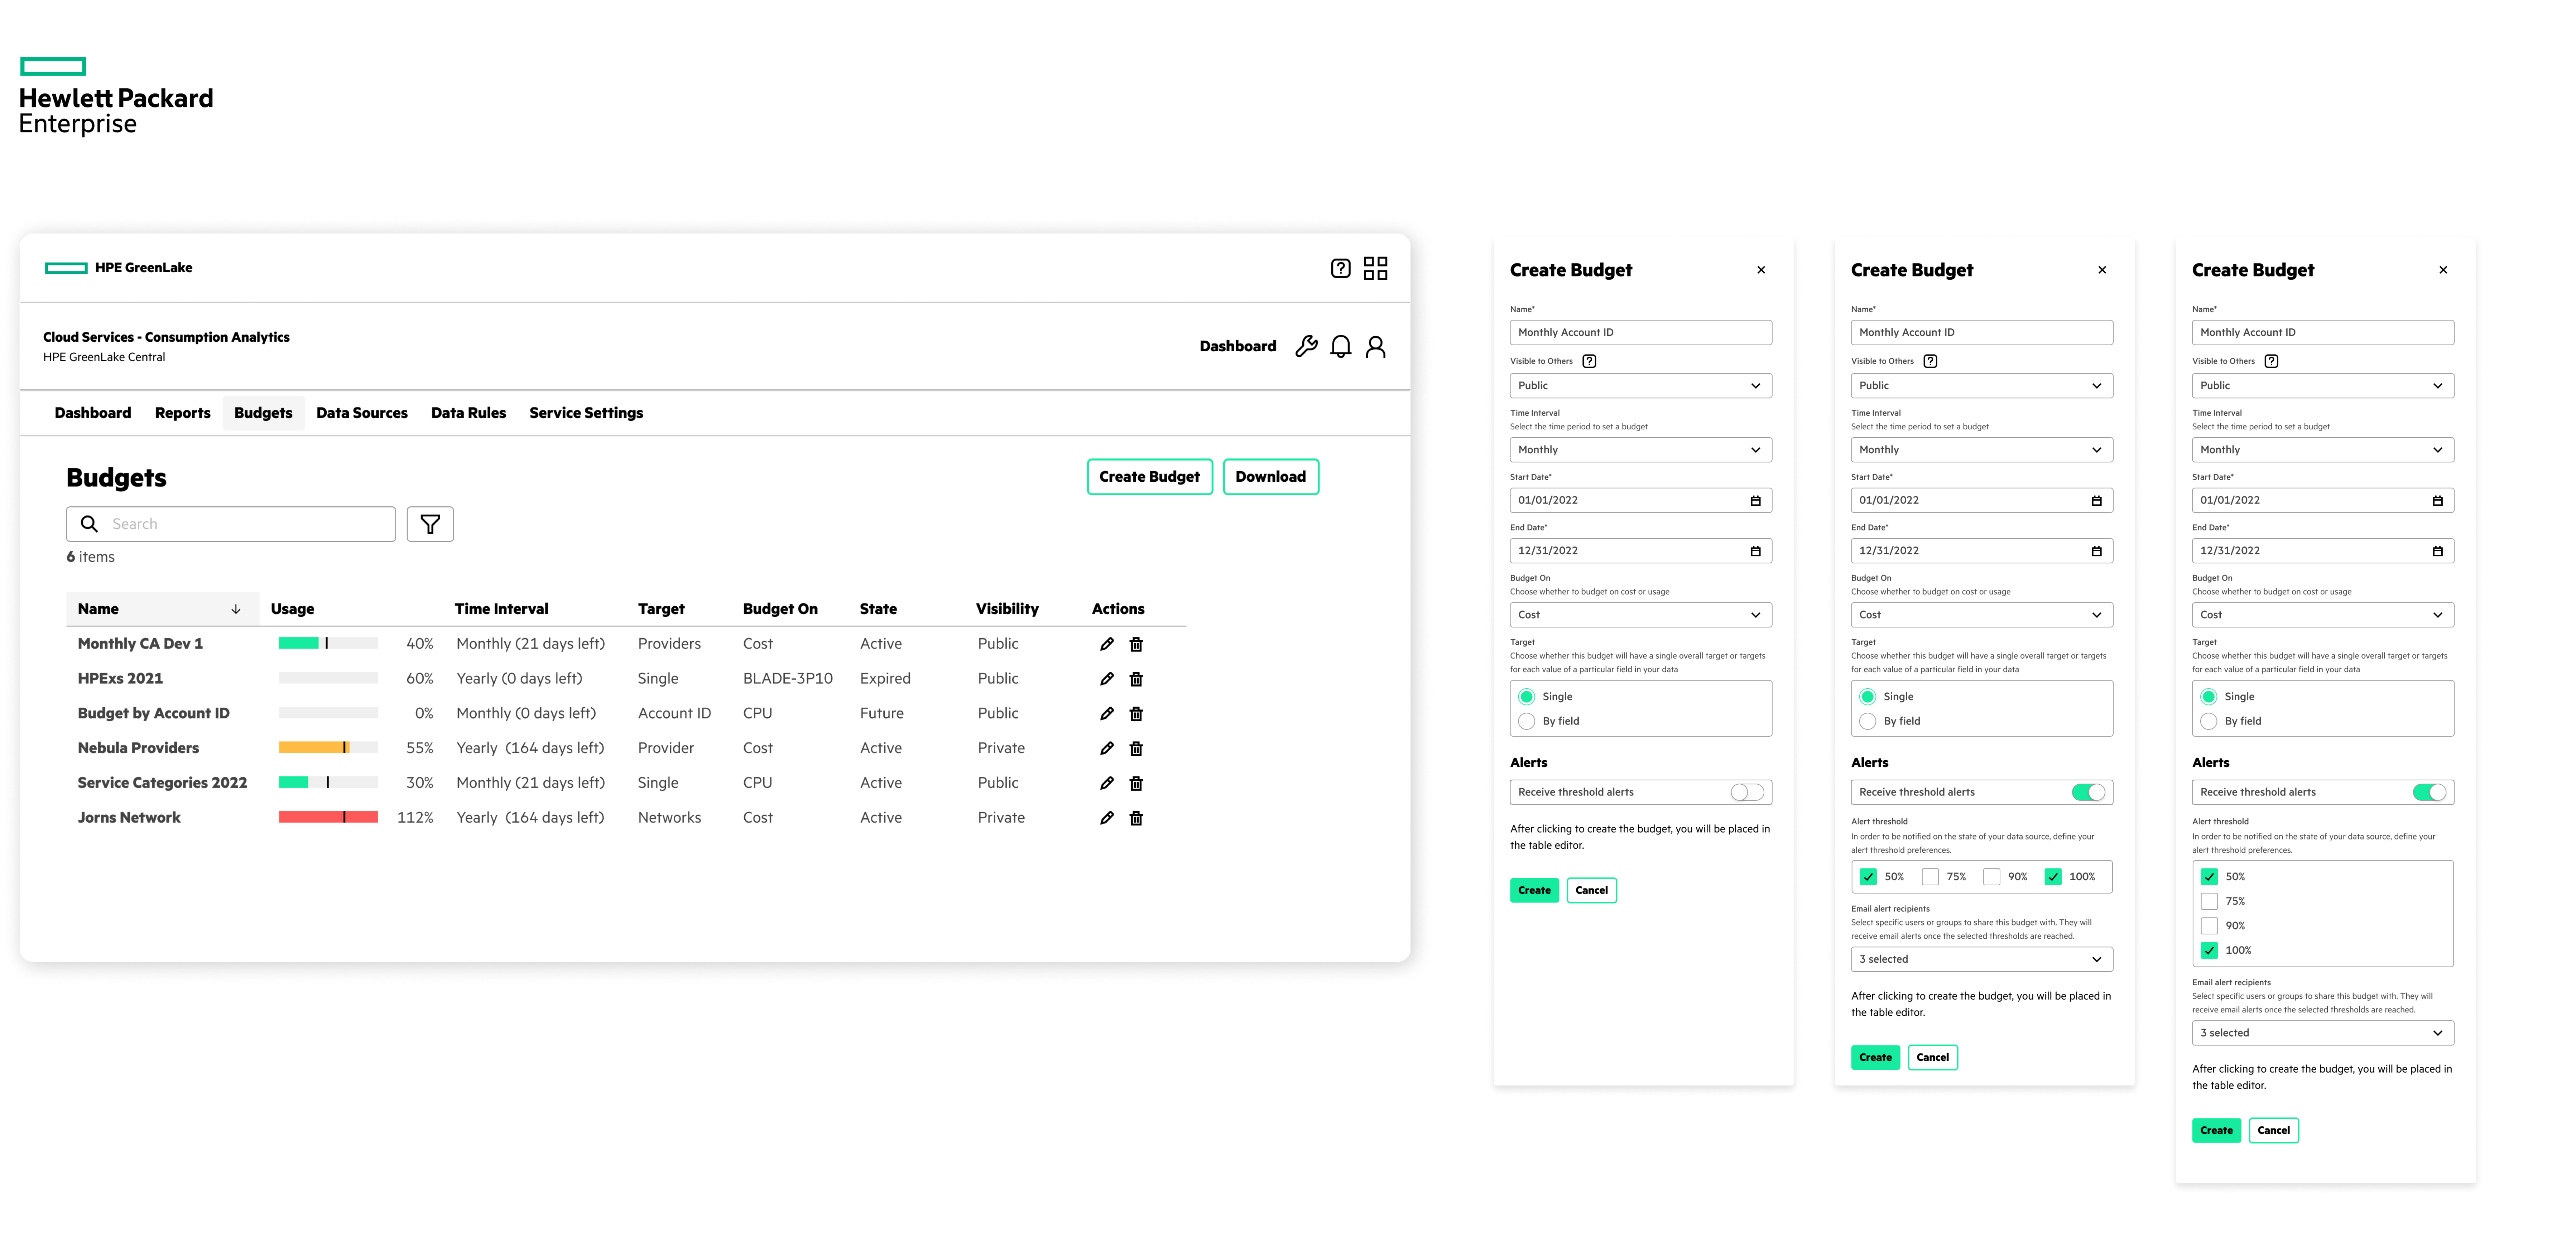 Hewlett Packard
Enterprise
HPE GreenLake
Cloud Services - Consumption Analytics
HPE GreenLake Central
Dashboard
Dashboard Reports Budgets Data Sources Data Rules Service Settings
Budgets
Create Budget Download
Search
6 items
Name Usage Time Interval Target Budget On State Visibility Actions
Monthly CA Dev 1 40% Monthly (21 days left) Providers Cost Active Public
HPExs 2021 60% Yearly (0 days left) Single BLADE-3P10 Expired Public
Budget by Account ID 0% Monthly (0 days left) Account ID CPU Future Public
Nebula Providers 55% Yearly (164 days left) Provider Cost Active Private
Service Categories 2022 30% Monthly (21 days left) Single CPU Active Public
Jorns Network 112% Yearly (164 days left) Networks Cost Active Private
Create Budget
Name*
Monthly Account ID
Visible to Others
Public
Time Interval
Select the time period to set a budget
Monthly
Start Date*
01/01/2022
End Date*
12/31/2022
Budget On
Choose whether to budget on cost or usage
Cost
Target
Choose whether this budget will have a single overall target or targets
for each value of a particular field in your data
Single
By field
Alerts
Receive threshold alerts
After clicking to create the budget, you will be placed in
the table editor.
Create Cancel
Create Budget
Name*
Monthly Account ID
Visible to Others
Public
Time Interval
Select the time period to set a budget
Monthly
Start Date*
01/01/2022
End Date*
12/31/2022
Budget On
Choose whether to budget on cost or usage
Cost
Target
Choose whether this budget will have a single overall target or targets
for each value of a particular field in your data
Single
By field
Alerts
Receive threshold alerts
Alert threshold
In order to be notified on the state of your data source, define your
alert threshold preferences.
50% 75% 90% 100%
Email alert recipients
Select specific users or groups to share this budget with. They will
receive email alerts once the selected thresholds are reached.
3 selected
After clicking to create the budget, you will be placed in
the table editor.
Create Cancel
Create Budget
Name*
Monthly Account ID
Visible to Others
Public
Time Interval
Select the time period to set a budget
Monthly
Start Date*
01/01/2022
End Date*
12/31/2022
Budget On
Choose whether to budget on cost or usage
Cost
Target
Choose whether this budget will have a single overall target or targets
for each value of a particular field in your data
Single
By field
Alerts
Receive threshold alerts
Alert threshold
In order to be notified on the state of your data source, define your
alert threshold preferences.
50%
75%
90%
100%
Email alert recipients
Select specific users or groups to share this budget with. They will
receive email alerts once the selected thresholds are reached.
3 selected
After clicking to create the budget, you will be placed in
the table editor.
Create Cancel